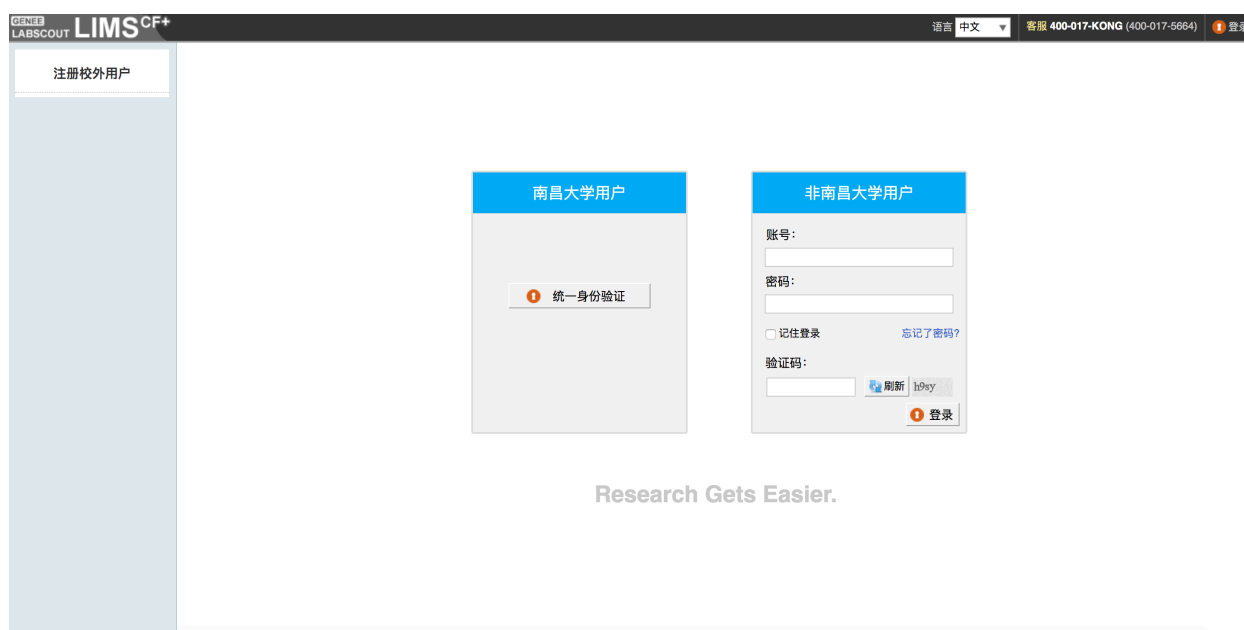 GENEE
LABSCOUT LIMS CF+
语言 中文 客服 400-017-KONG (400-017-5664) 登录
注册校外用户
南昌大学用户
统一身份验证
非南昌大学用户
账号：
密码：
记住登录 忘记了密码?
验证码：
刷新 h9sy
登录
Research Gets Easier.